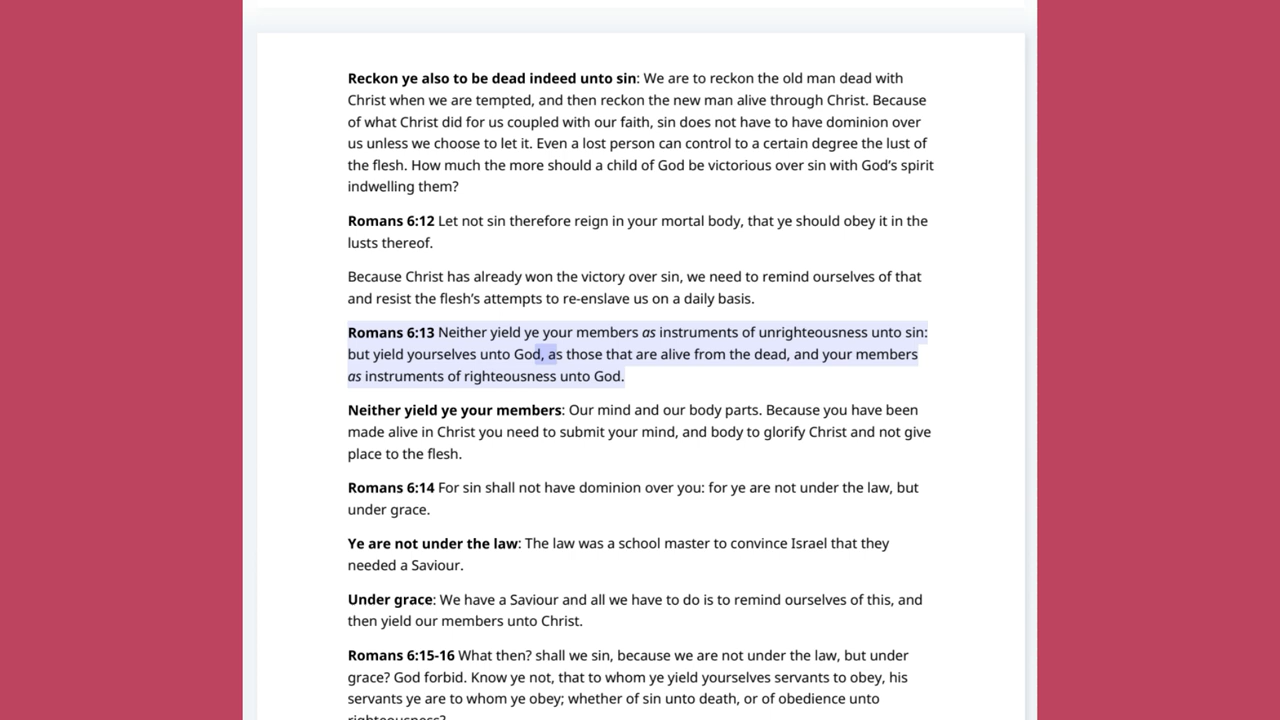 Reckon ye also to be dead indeed unto sin: We are to reckon the old man dead with
Christ when we are tempted, and then reckon the new man alive through Christ. Because
of what Christ did for us coupled with our faith, sin does not have to have dominion over
us unless we choose to let it. Even a lost person can control to a certain degree the lust of
the flesh. How much the more should a child of God be victorious over sin with God’s spirit
indwelling them?
Romans 6:12 Let not sin therefore reign in your mortal body, that ye should obey it in the
lusts thereof.
Because Christ has already won the victory over sin, we need to remind ourselves of that
and resist the flesh’s attempts to re-enslave us on a daily basis.
Romans 6:13 Neither yield ye your members as instruments of unrighteousness unto sin:
but yield yourselves unto God, as those that are alive from the dead, and your members
as instruments of righteousness unto God.
Neither yield ye your members: Our mind and our body parts. Because you have been
made alive in Christ you need to submit your mind, and body to glorify Christ and not give
place to the flesh.
Romans 6:14 For sin shall not have dominion over you: for ye are not under the law, but
under grace.
Ye are not under the law: The law was a school master to convince Israel that they
needed a Saviour.
Under grace: We have a Saviour and all we have to do is to remind ourselves of this, and
then yield our members unto Christ.
Romans 6:15-16 What then? shall we sin, because we are not under the law, but under
grace? God forbid. Know ye not, that to whom ye yield yourselves servants to obey, his
servants ye are to whom ye obey; whether of sin unto death, or of obedience unto
righteousness?